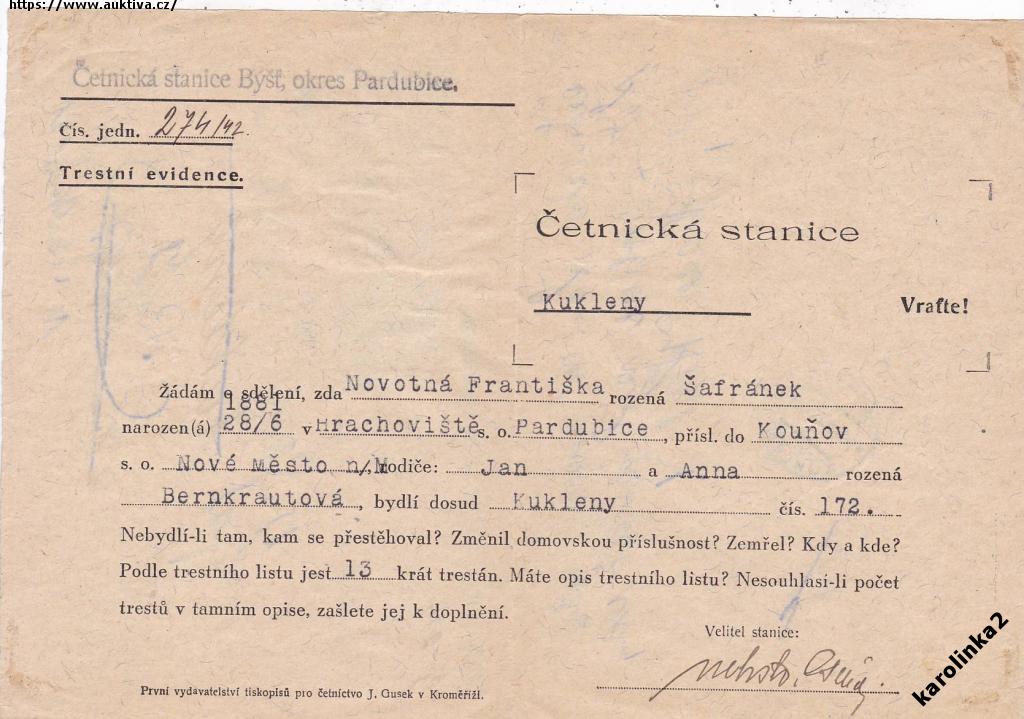 https://www.auktiva.cz/
Četnická stanice Býšť, okres Pardubice.
Čís. jedn. 274/42.
Trestní evidence.
Četnická stanice
Kukleny
Vraťte!
Žádám o sdělení, zda Novotná Františka rozená Šafránek
1881
narozen(á) 28/6 v Hrachoviště s. o. Pardubice, přísl. do Kouňov
s. o. Nové město n/M Rodiče: Jan a Anna rozená
Bernkrautová, bydlí dosud Kukleny čís. 172.
Nebydlí-li tam, kam se přestěhoval? Změnil domovskou příslušnost? Zemřel? Kdy a kde?
Podle trestního listu jest 13 krát trestán. Máte opis trestního listu? Nesouhlasí-li počet
trestů v tamním opise, zašlete jej k doplnění.
Velitel stanice:
První vydavatelství tiskopisů pro četnictvo J. Gusek v Kroměříži.
karolinka2